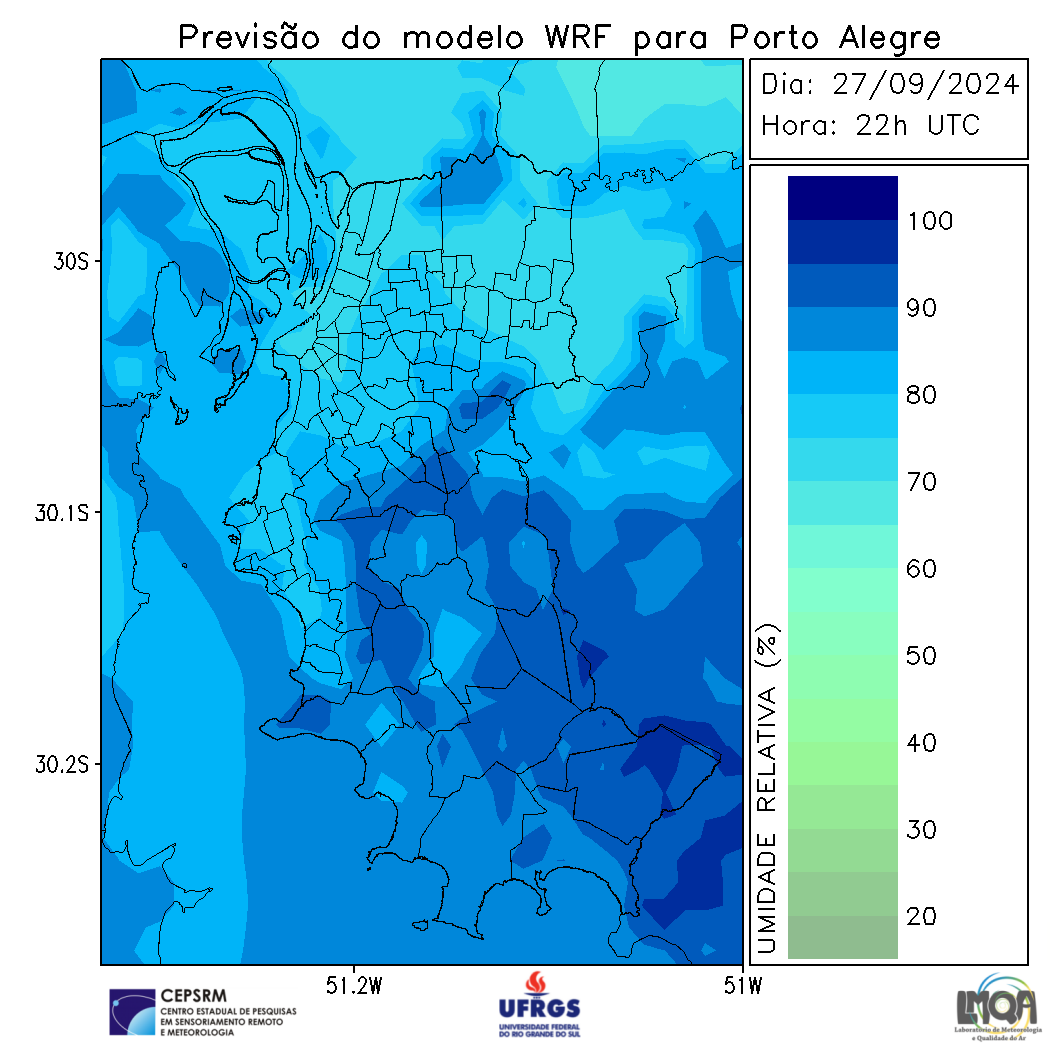 Previsão do modelo WRF para Porto Alegre
Dia: 27/09/2024
Hora: 22h UTC
30S
30.1S
30.2S
51.2W
51W
100
90
80
70
60
50
40
30
20
UMIDADE RELATIVA (%)
CEPSRM
CENTRO ESTADUAL DE PESQUISAS
EM SENSORIAMENTO REMOTO
E METEOROLOGIA
UFRGS
UNIVERSIDADE FEDERAL
DO RIO GRANDE DO SUL
LMQA
Laboratório de Meteorologia
e Qualidade do Ar